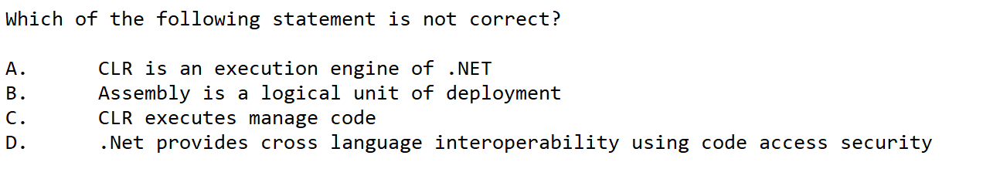 Which of the following statement is not correct?
A. CLR is an execution engine of .NET
B. Assembly is a logical unit of deployment
C. CLR executes manage code
D. .Net provides cross language interoperability using code access security